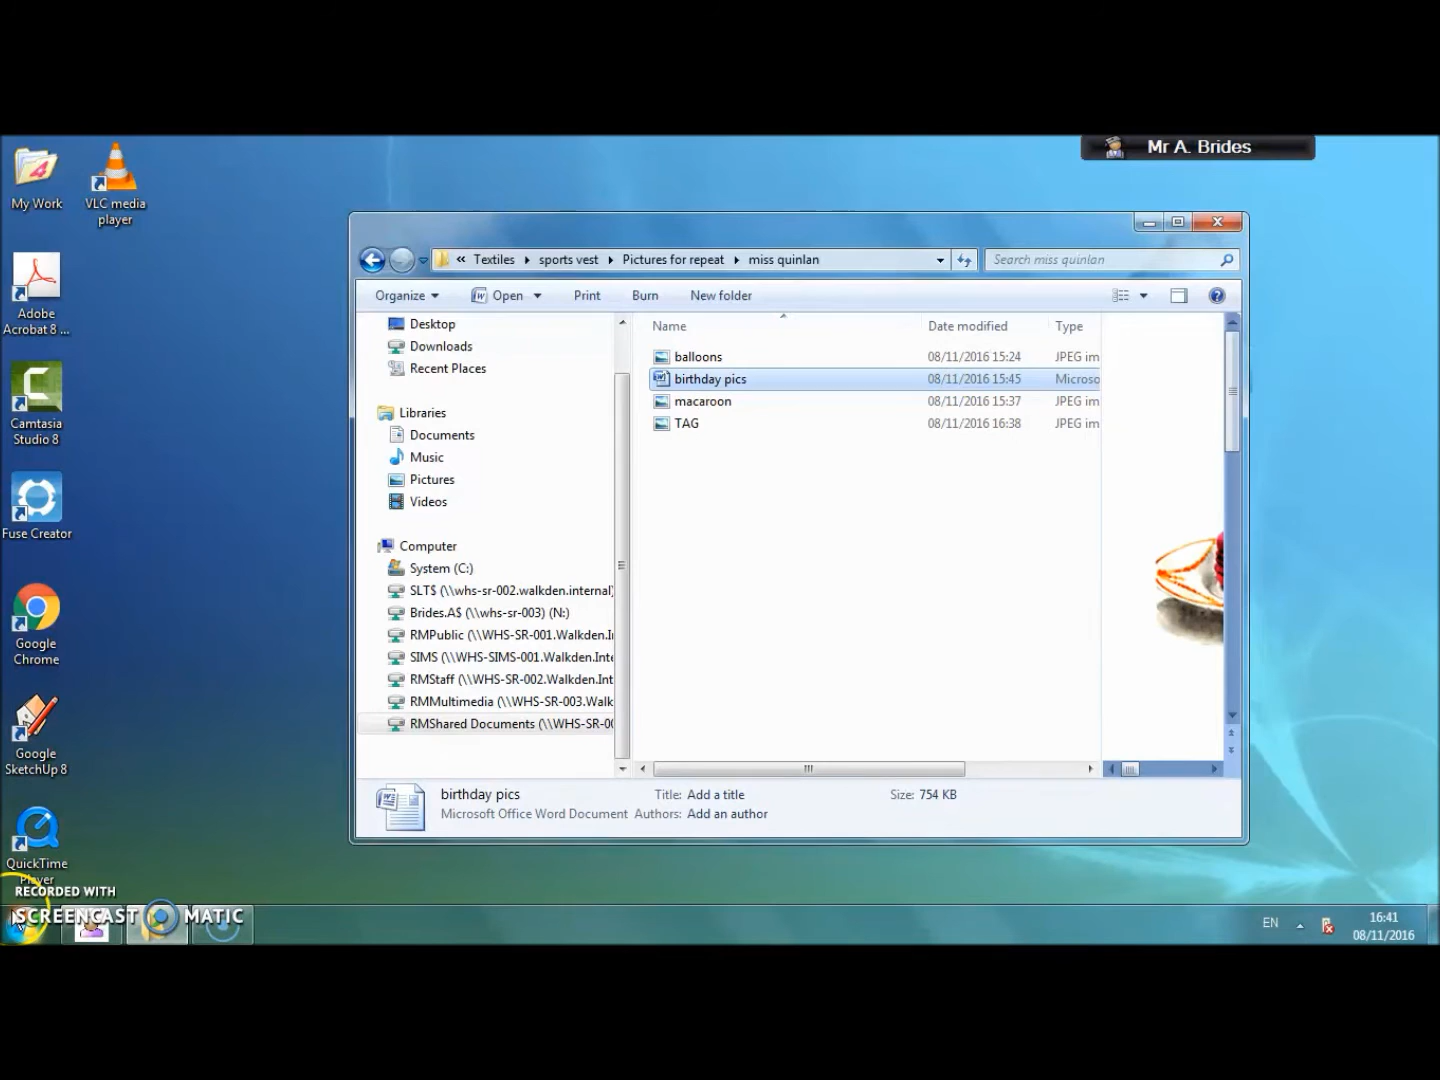 Mr A. Brides
My Work
VLC media
player
Adobe
Acrobat 8 ...
Camtasia
Studio 8
Fuse Creator
Google
Chrome
Google
SketchUp 8
QuickTime
Player
« Textiles sports vest Pictures for repeat miss quinlan
Search miss quinlan
Organize Open Print Burn New folder
Desktop
Downloads
Recent Places
Libraries
Documents
Music
Pictures
Videos
Computer
System (C:)
SLT$ (\\whs-sr-002.walkden.internal)
Brides.A$ (\\whs-sr-003) (N:)
RMPublic (\\WHS-SR-001.Walkden.I
SIMS (\\WHS-SIMS-001.Walkden.Inte
RMStaff (\\WHS-SR-002.Walkden.Int
RMMultimedia (\\WHS-SR-003.Walk
RMShared Documents (\\WHS-SR-00
Name Date modified Type
balloons 08/11/2016 15:24 JPEG im
birthday pics 08/11/2016 15:45 Microso
macaroon 08/11/2016 15:37 JPEG im
TAG 08/11/2016 16:38 JPEG im
birthday pics Title: Add a title Size: 754 KB
Microsoft Office Word Document Authors: Add an author
RECORDED WITH
SCREENCAST MATIC
EN
16:41
08/11/2016